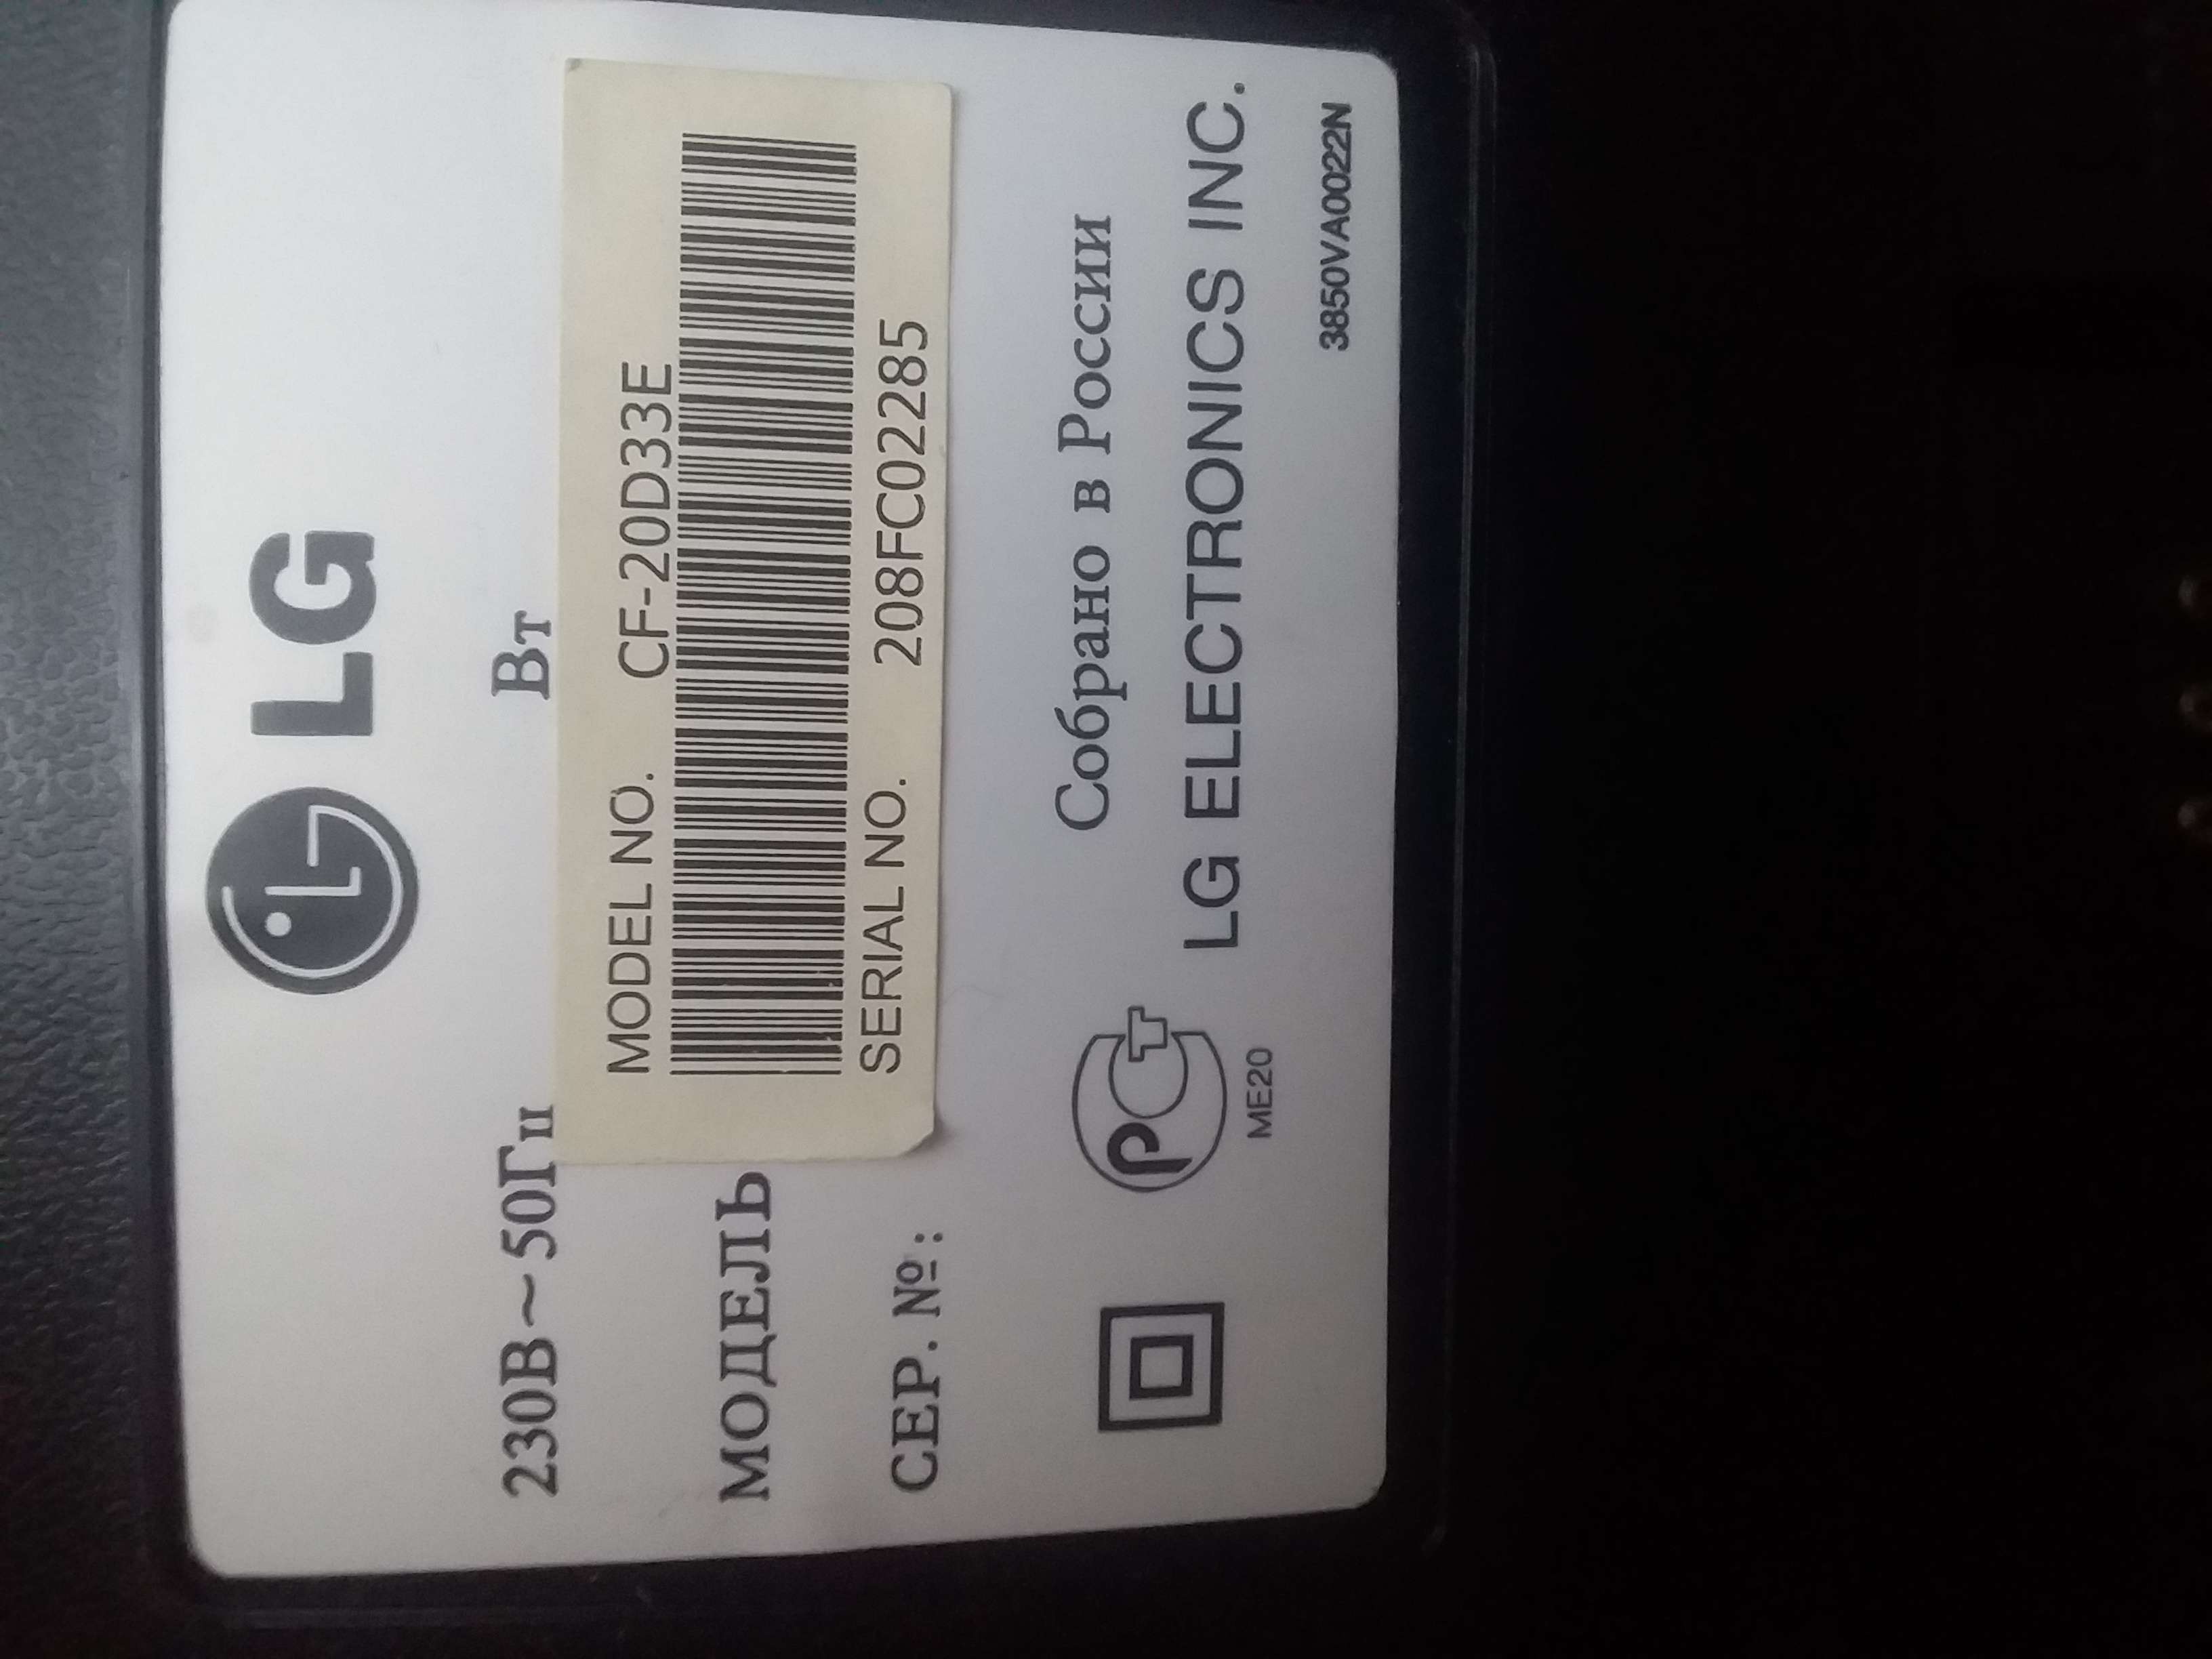 LG
230В~50Гц Вт
MODEL NO. CF-20D33E
МОДЕЛЬ
SERIAL NO. 208FC02285
СЕР. №:
Собрано в России
РСТ
LG ELECTRONICS INC.
ME20
3850VA0022N